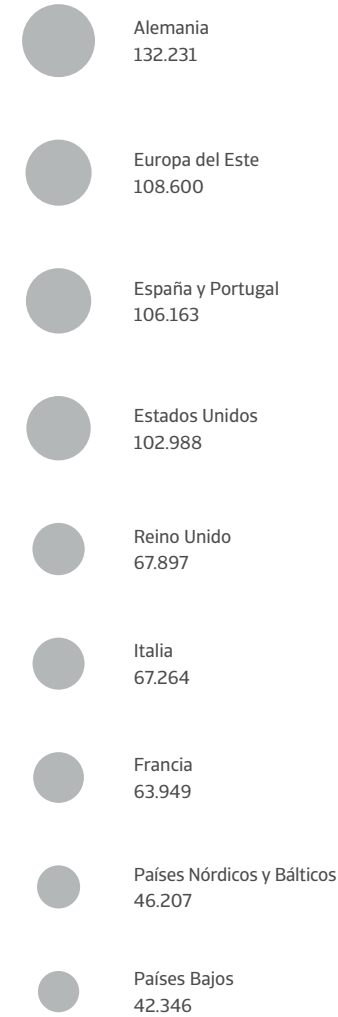 Alemania
132.231
Europa del Este
108.600
España y Portugal
106.163
Estados Unidos
102.988
Reino Unido
67.897
Italia
67.264
Francia
63.949
Países Nórdicos y Bálticos
46.207
Países Bajos
42.346